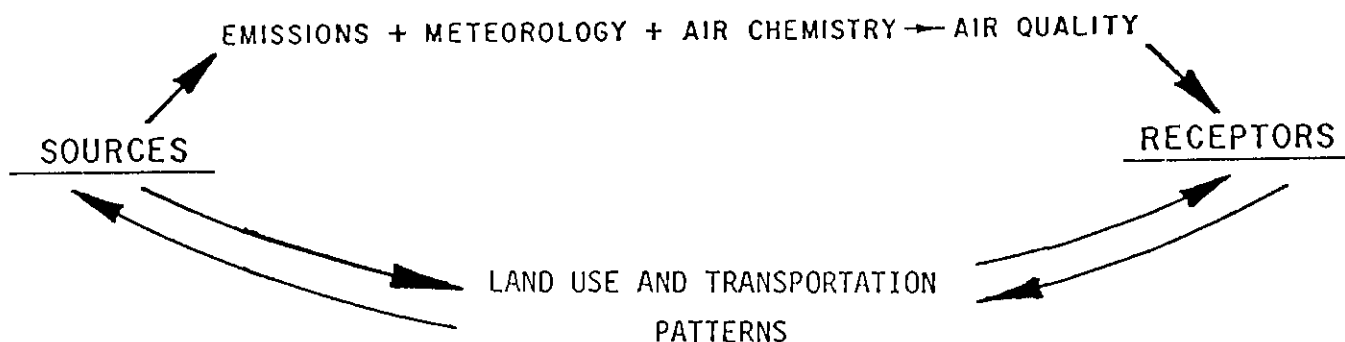 EMISSIONS + METEOROLOGY + AIR CHEMISTRY → AIR QUALITY
SOURCES
RECEPTORS
LAND USE AND TRANSPORTATION
PATTERNS